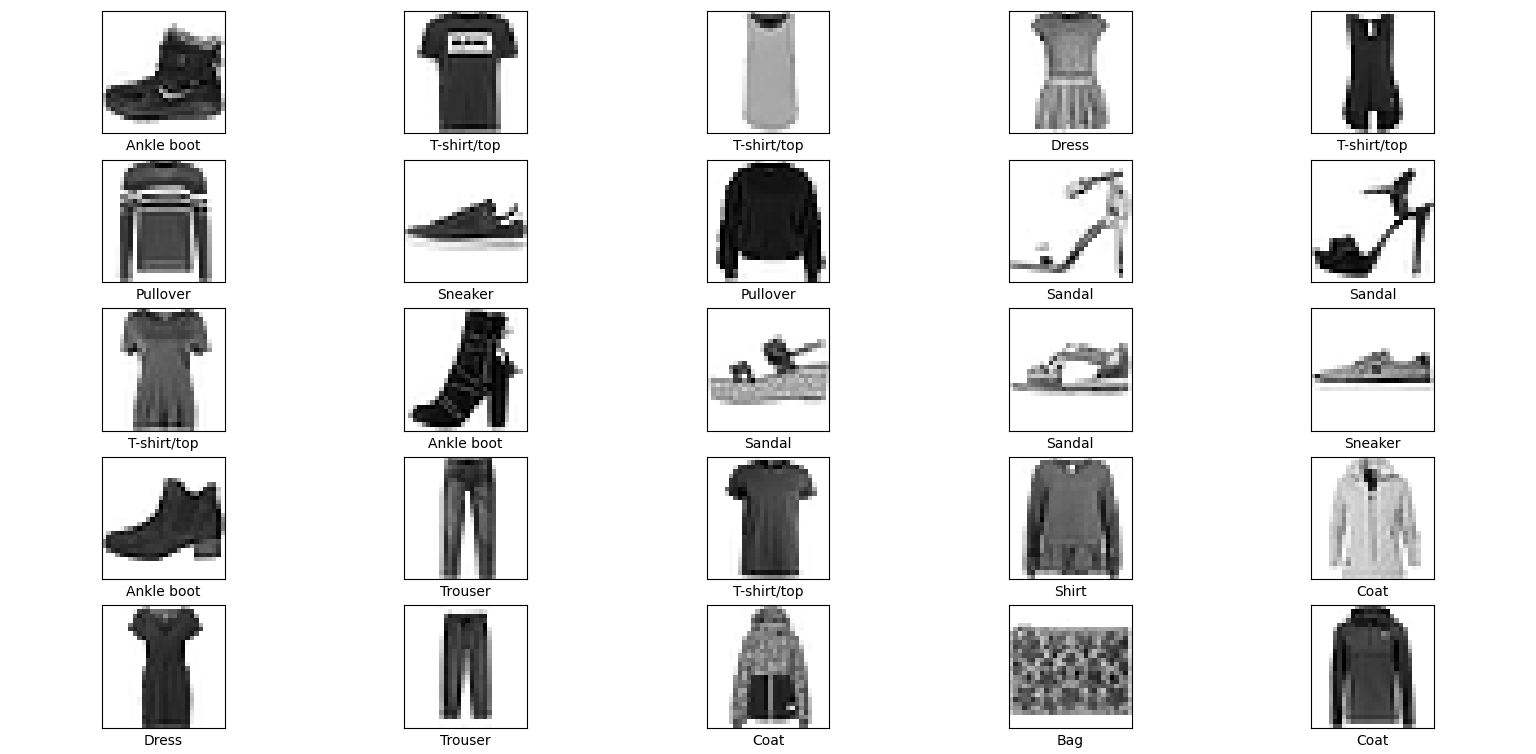 Ankle boot
T-shirt/top
T-shirt/top
Dress
T-shirt/top
Pullover
Sneaker
Pullover
Sandal
Sandal
T-shirt/top
Ankle boot
Sandal
Sandal
Sneaker
Ankle boot
Trouser
T-shirt/top
Shirt
Coat
Dress
Trouser
Coat
Bag
Coat